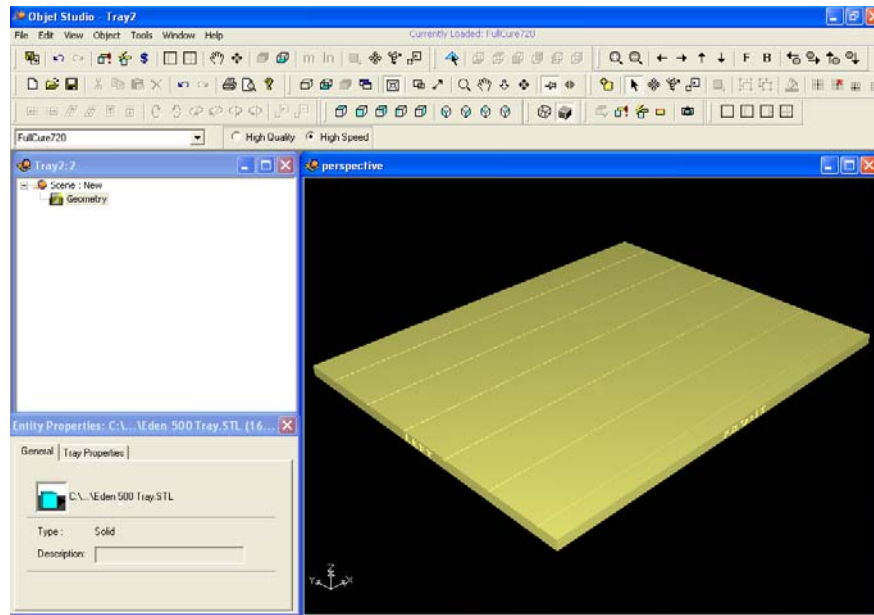 Objet Studio - Tray2
File Edit View Object Tools Window Help
Currently Loaded: FullCure720
m In
F B
FullCure720
High Quality High Speed
Tray2:2
perspective
Scene : New
Geometry
Entity Properties: C:\...\Eden 500 Tray.STL (16...
General Tray Properties
C:\...\Eden 500 Tray.STL
Type : Solid
Description:
Z
Y X